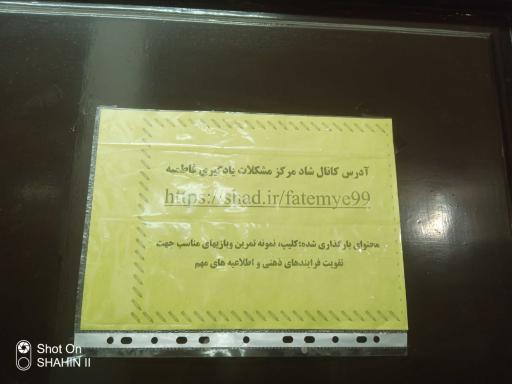 آدرس کانال شاد مرکز مشکلات یادگیری فاطمیه
https://shad.ir/fatemye99
محتوای بارگذاری شده:کلیپ، نمونه تمرین وبازیهای مناسب جهت
تقویت فرایندهای ذهنی و اطلاعیه های مهم
Shot On
SHAHIN II